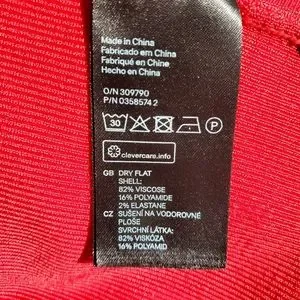 Made in China
Fabricado em China
Fabriqué en Chine
Hecho en China
O/N 309790
P/N 0358574 2
30
P
clevercare.info
GB DRY FLAT
SHELL:
82% VISCOSE
16% POLYAMIDE
2% ELASTANE
CZ SUŠENÍ NA VODOROVNÉ
PLOŠE
SVRCHNÍ LÁTKA:
82% VISKÓZA
16% POLYAMID